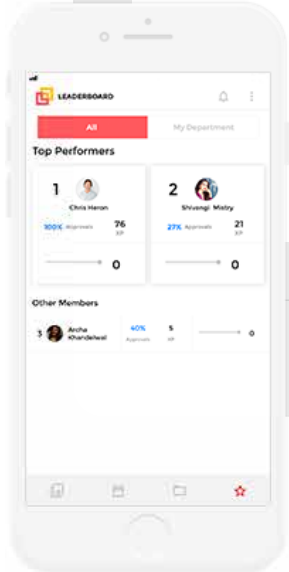 LEADERBOARD
All
My Department
Top Performers
1
Chris Heron
100% Approvals
76
XP
0
2
Shivangi Mistry
27% Approvals
21
XP
0
Other Members
3
Archa
Khandelwal
40%
Approvals
5
XP
0